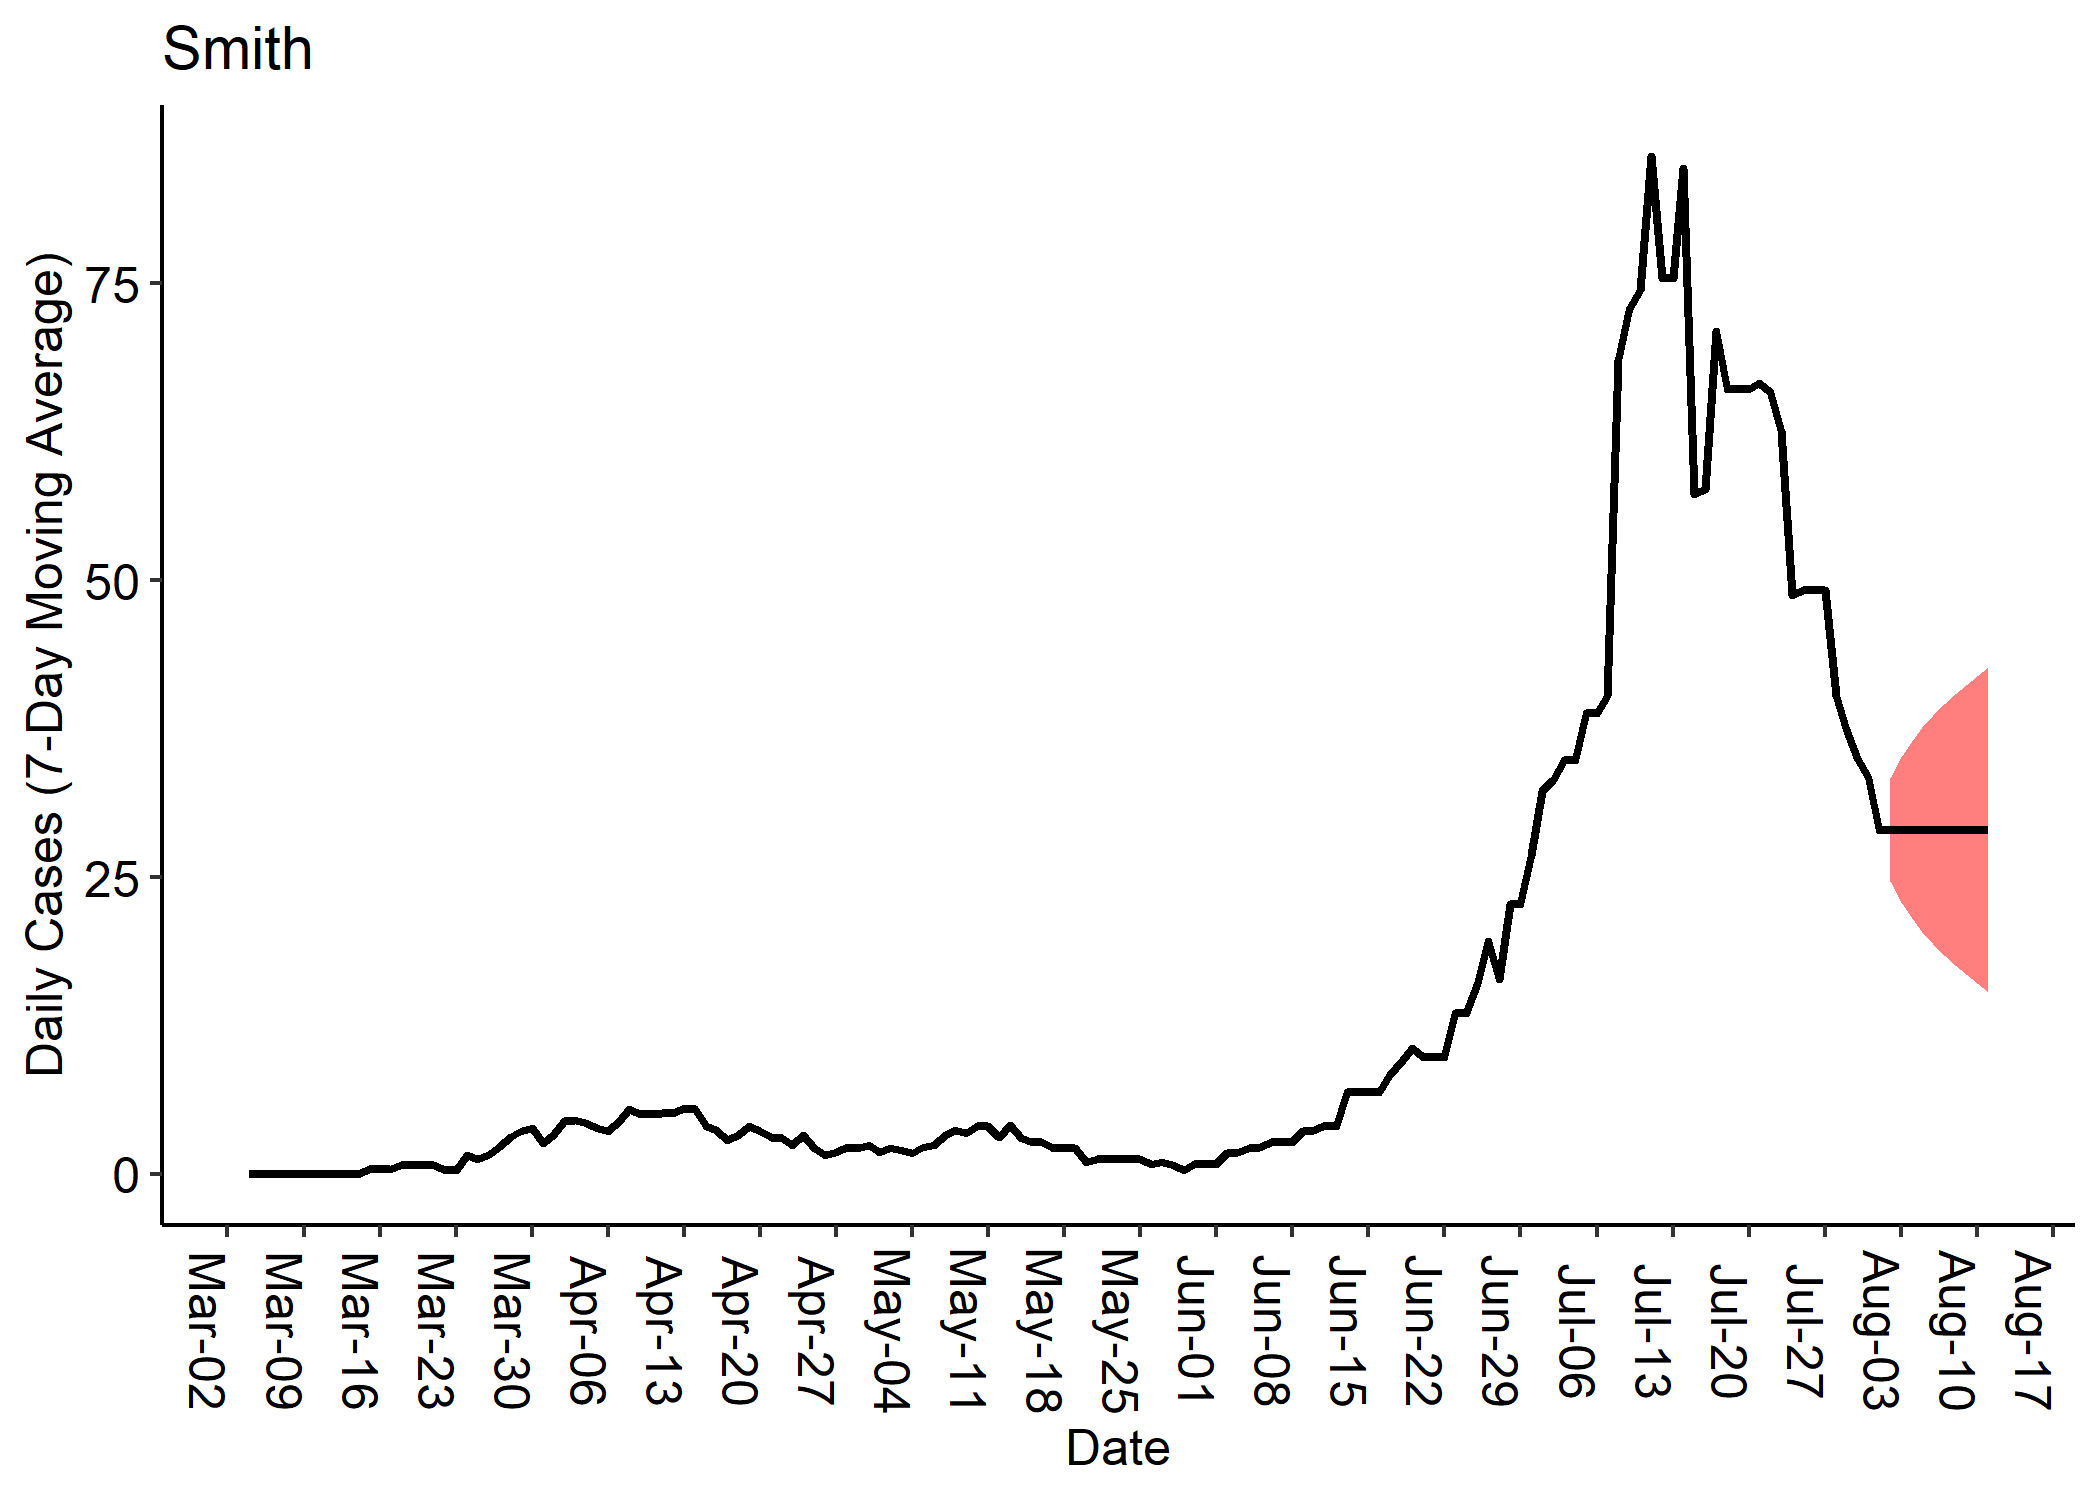 Smith
Daily Cases (7-Day Moving Average)
75
50
25
0
Mar-02
Mar-09
Mar-16
Mar-23
Mar-30
Apr-06
Apr-13
Apr-20
Apr-27
May-04
May-11
May-18
May-25
Jun-01
Jun-08
Jun-15
Jun-22
Jun-29
Jul-06
Jul-13
Jul-20
Jul-27
Aug-03
Aug-10
Aug-17
Date